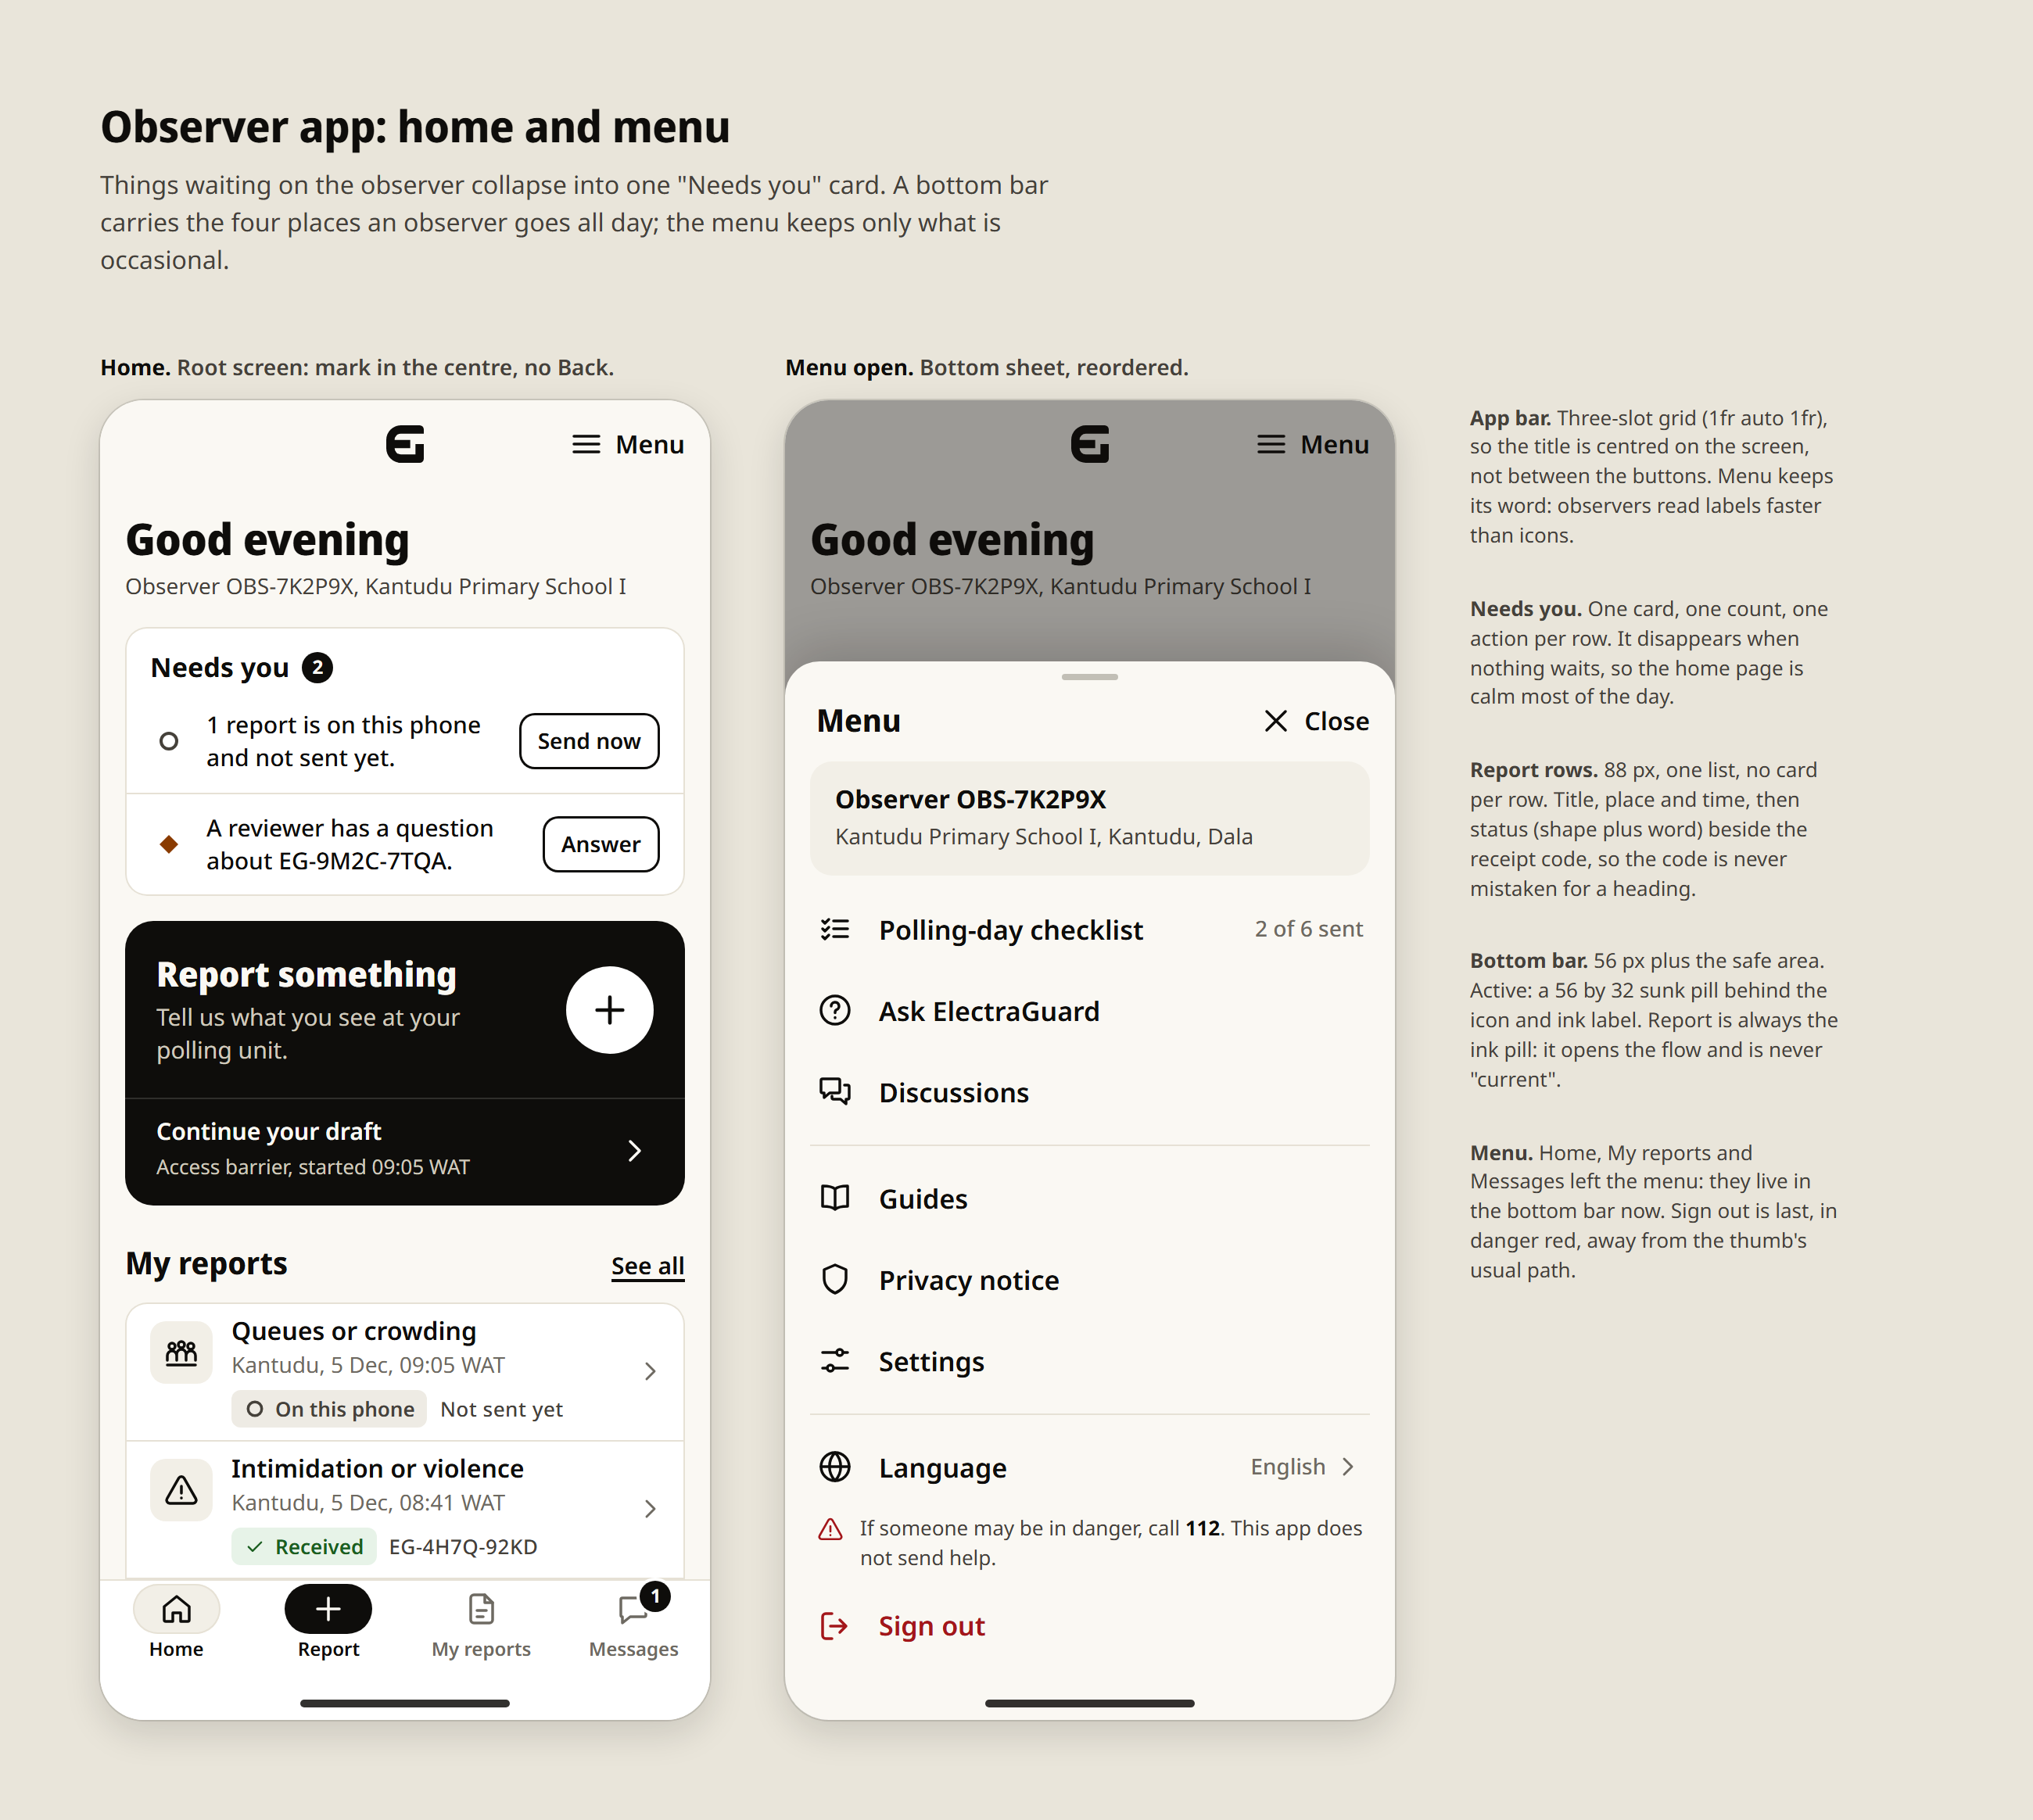 Observer app: home and menu
Things waiting on the observer collapse into one "Needs you" card. A bottom bar
carries the four places an observer goes all day; the menu keeps only what is
occasional.
Home. Root screen: mark in the centre, no Back.
Menu
Good evening
Observer OBS-7K2P9X, Kantudu Primary School I
Needs you 2
1 report is on this phone
and not sent yet.
Send now
A reviewer has a question
about EG-9M2C-7TQA.
Answer
Report something
Tell us what you see at your
polling unit.
Continue your draft
Access barrier, started 09:05 WAT
My reports
See all
Queues or crowding
Kantudu, 5 Dec, 09:05 WAT
On this phone Not sent yet
Intimidation or violence
Kantudu, 5 Dec, 08:41 WAT
Received EG-4H7Q-92KD
1
Home Report My reports Messages
Menu open. Bottom sheet, reordered.
Menu
Good evening
Observer OBS-7K2P9X, Kantudu Primary School I
Menu
Close
Observer OBS-7K2P9X
Kantudu Primary School I, Kantudu, Dala
Polling-day checklist 2 of 6 sent
Ask ElectraGuard
Discussions
Guides
Privacy notice
Settings
Language English
If someone may be in danger, call 112. This app does
not send help.
Sign out
App bar. Three-slot grid (1fr auto 1fr),
so the title is centred on the screen,
not between the buttons. Menu keeps
its word: observers read labels faster
than icons.
Needs you. One card, one count, one
action per row. It disappears when
nothing waits, so the home page is
calm most of the day.
Report rows. 88 px, one list, no card
per row. Title, place and time, then
status (shape plus word) beside the
receipt code, so the code is never
mistaken for a heading.
Bottom bar. 56 px plus the safe area.
Active: a 56 by 32 sunk pill behind the
icon and ink label. Report is always the
ink pill: it opens the flow and is never
"current".
Menu. Home, My reports and
Messages left the menu: they live in
the bottom bar now. Sign out is last, in
danger red, away from the thumb's
usual path.